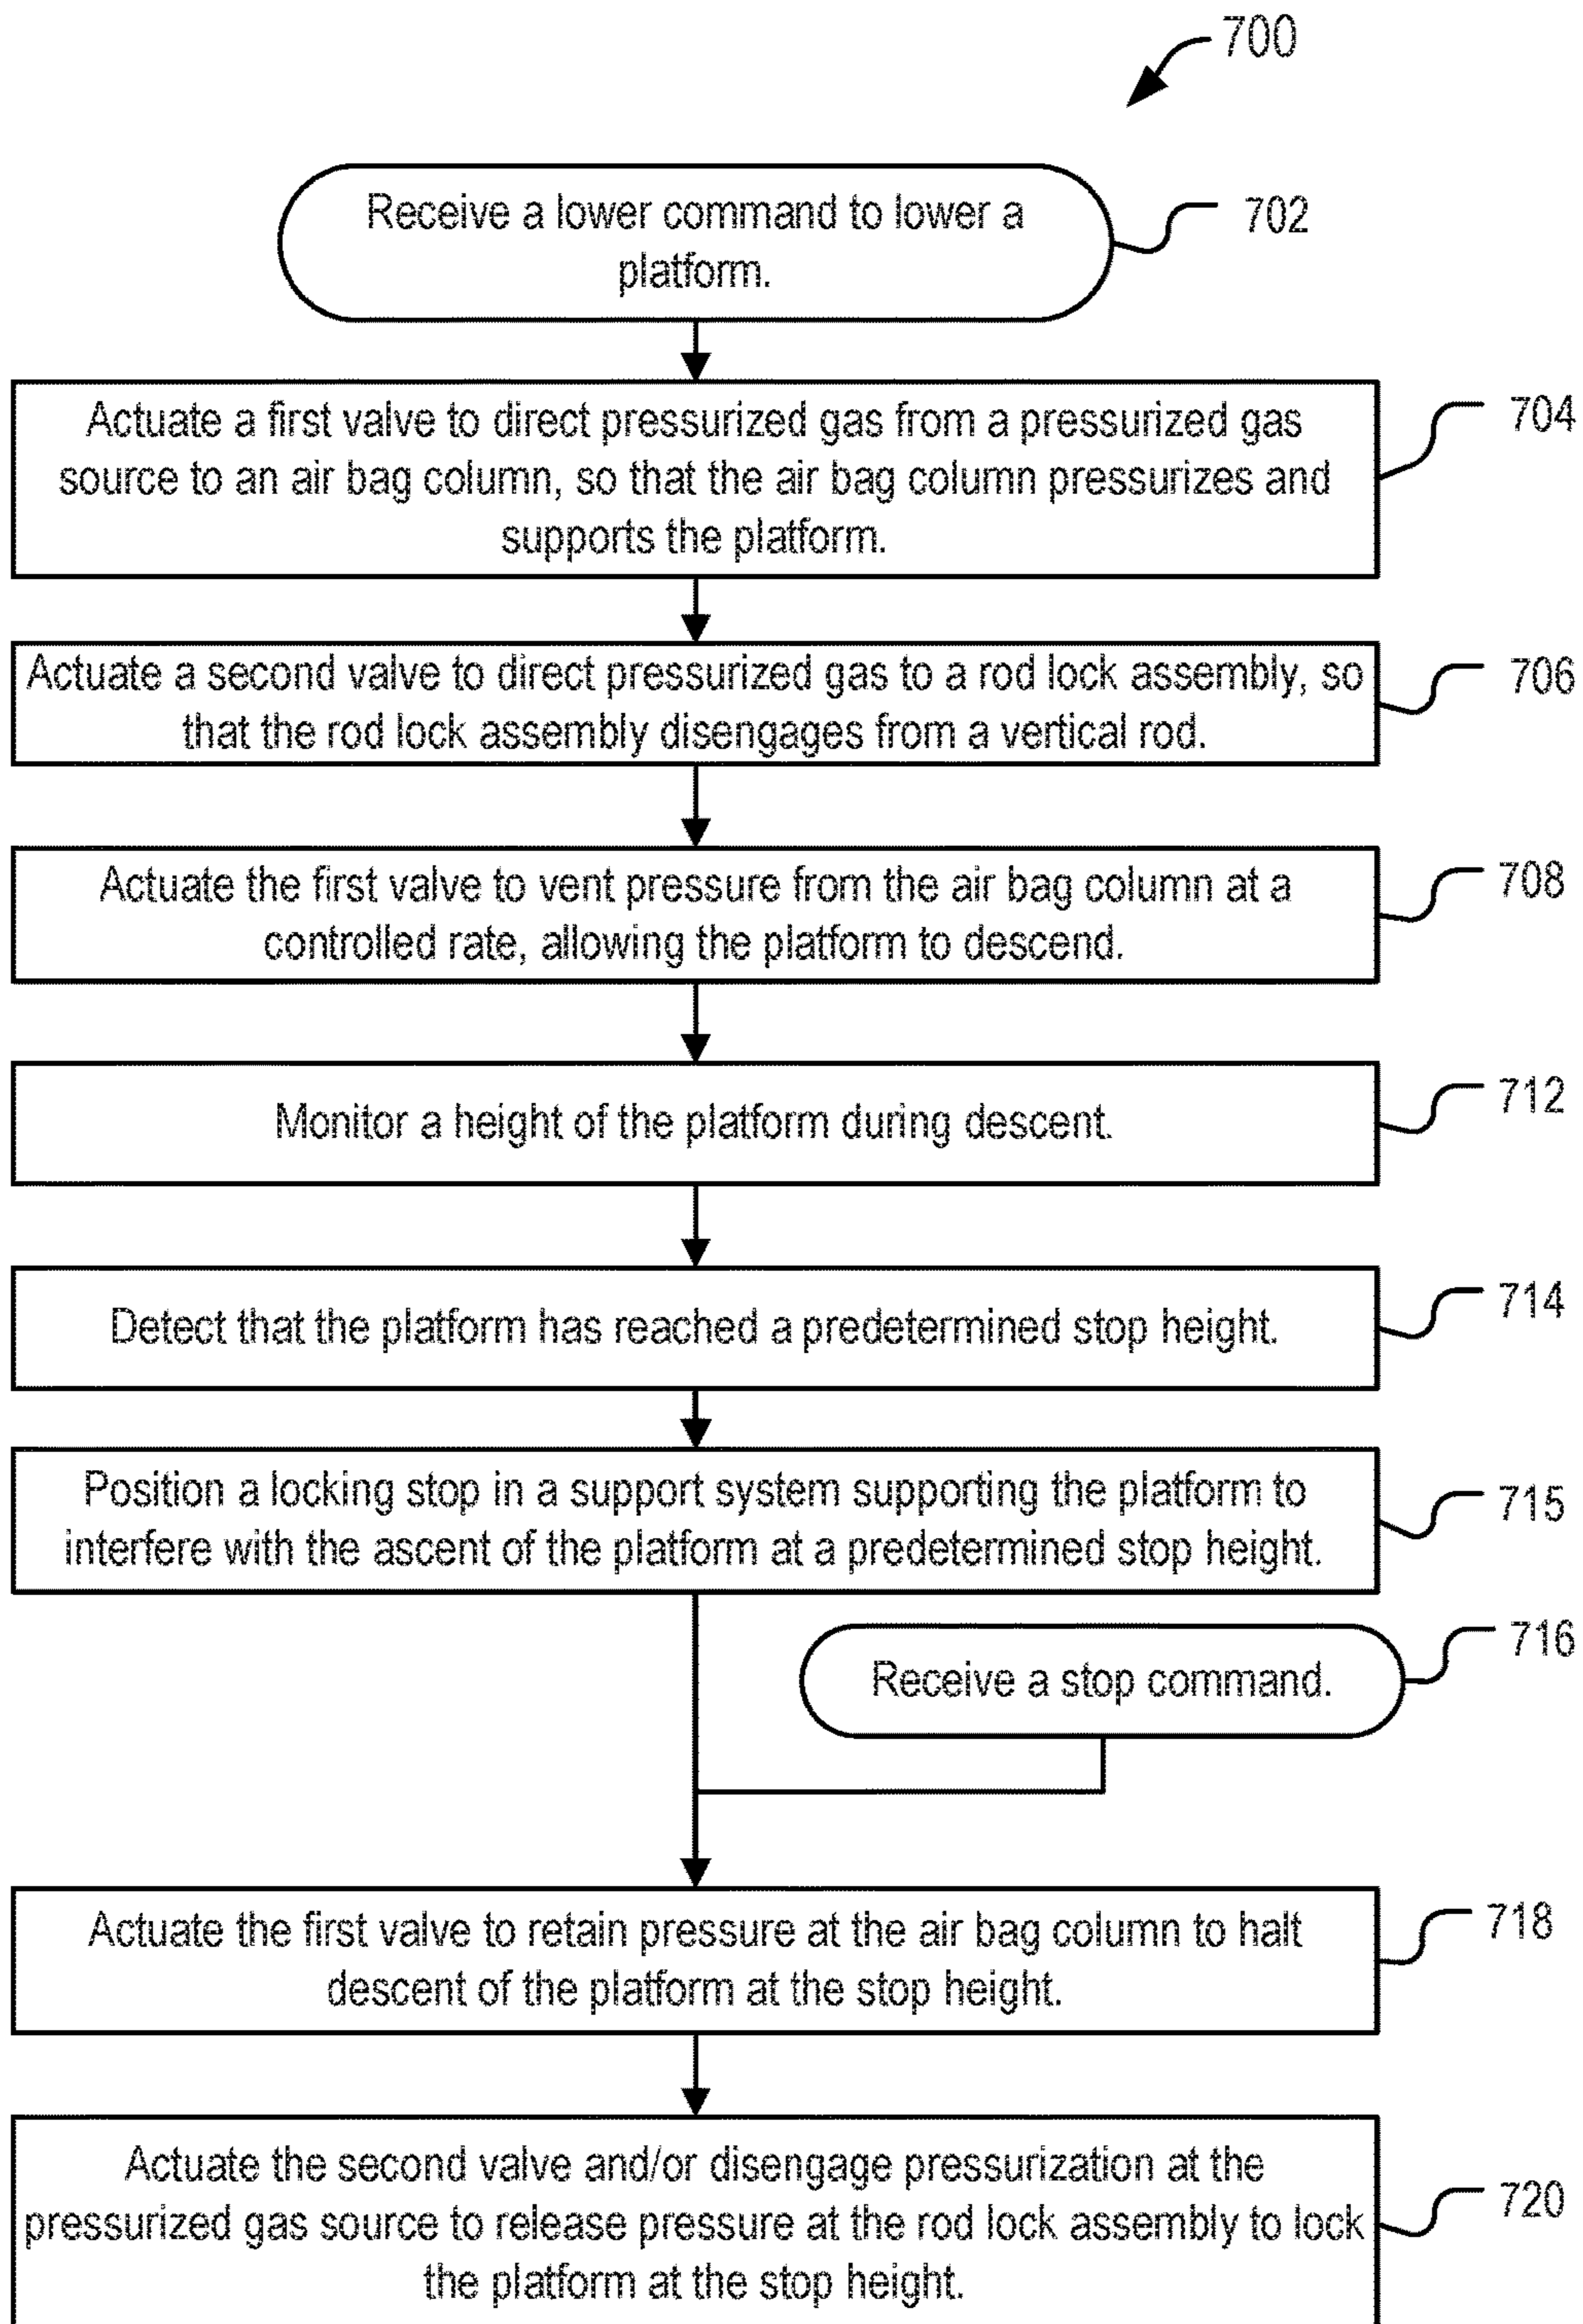 700
Receive a lower command to lower a
platform.
702
Actuate a first valve to direct pressurized gas from a pressurized gas
source to an air bag column, so that the air bag column pressurizes and
supports the platform.
704
Actuate a second valve to direct pressurized gas to a rod lock assembly, so
that the rod lock assembly disengages from a vertical rod.
706
Actuate the first valve to vent pressure from the air bag column at a
controlled rate, allowing the platform to descend.
708
Monitor a height of the platform during descent.
712
Detect that the platform has reached a predetermined stop height.
714
Position a locking stop in a support system supporting the platform to
interfere with the ascent of the platform at a predetermined stop height.
715
Receive a stop command.
716
Actuate the first valve to retain pressure at the air bag column to halt
descent of the platform at the stop height.
718
Actuate the second valve and/or disengage pressurization at the
pressurized gas source to release pressure at the rod lock assembly to lock
the platform at the stop height.
720